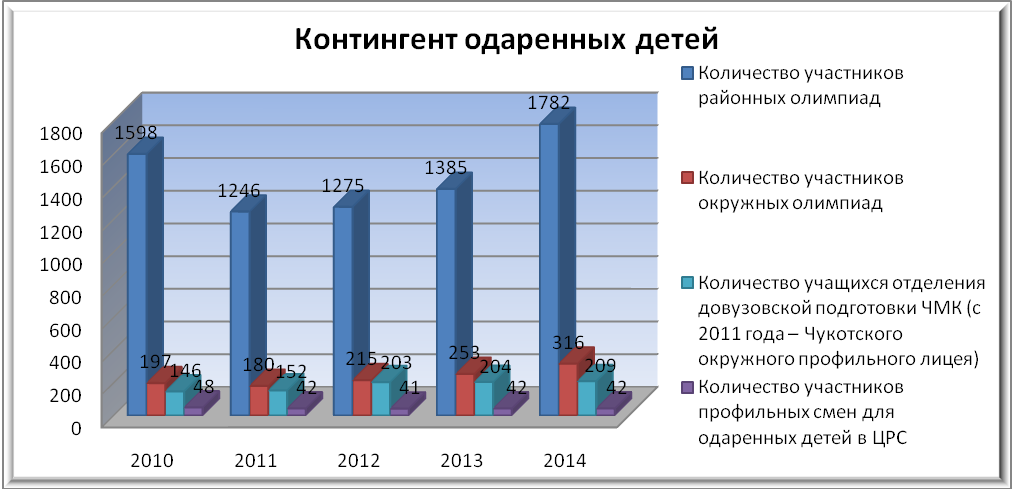 Контингент одаренных детей
1800
1600
1400
1200
1000
800
600
400
200
0
1598
197
146
48
1246
180
152
42
1275
215
203
41
1385
253
204
42
1782
316
209
42
2010
2011
2012
2013
2014
Количество участников
районных олимпиад
Количество участников
окружных олимпиад
Количество учащихся отделения
довузовской подготовки ЧМК (с
2011 года – Чукотского
окружного профильного лицея)
Количество участников
профильных смен для
одаренных детей в ЦРС